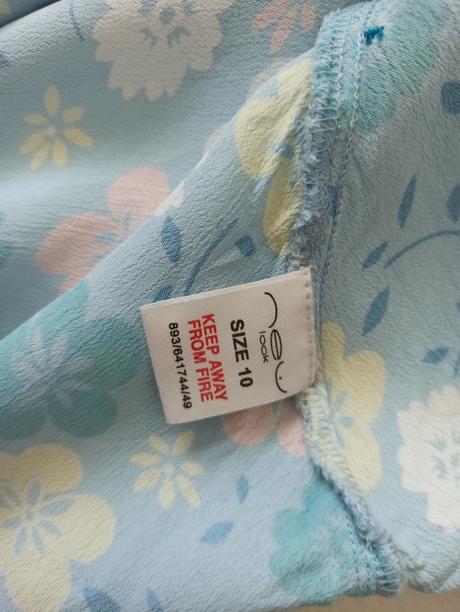 new
look
SIZE 10
KEEP AWAY
FROM FIRE
893/641744/49